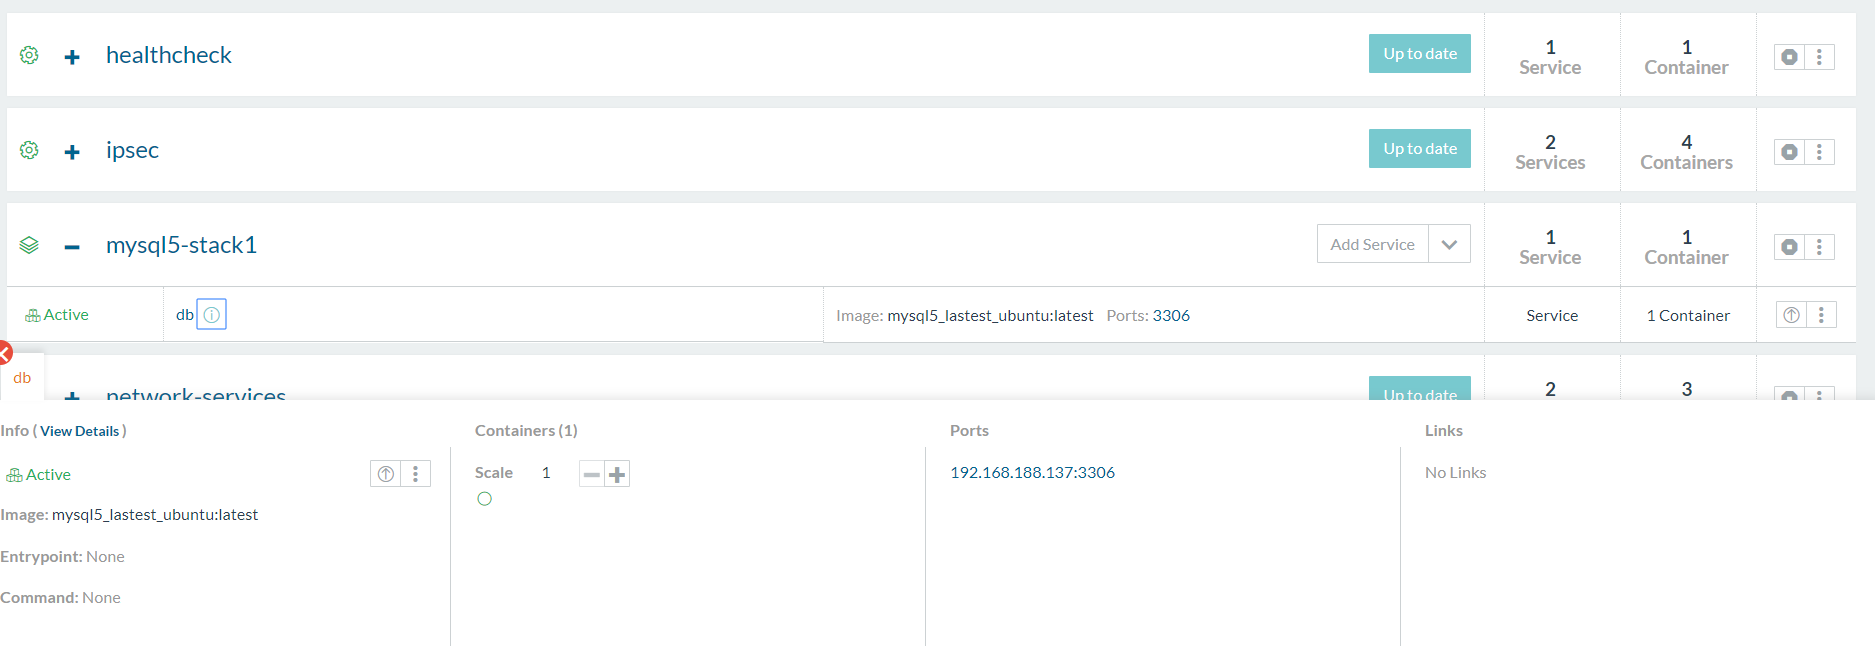 healthcheck Up to date 1 Service 1 Container
ipsec Up to date 2 Services 4 Containers
mysql5-stack1 Add Service 1 Service 1 Container
Active db Image: mysql5_lastest_ubuntu:latest Ports: 3306 Service 1 Container
db
network-services Up to date 2 3
Info ( View Details ) Containers (1) Ports Links
Active Scale 1 192.168.188.137:3306 No Links
Image: mysql5_lastest_ubuntu:latest
Entrypoint: None
Command: None